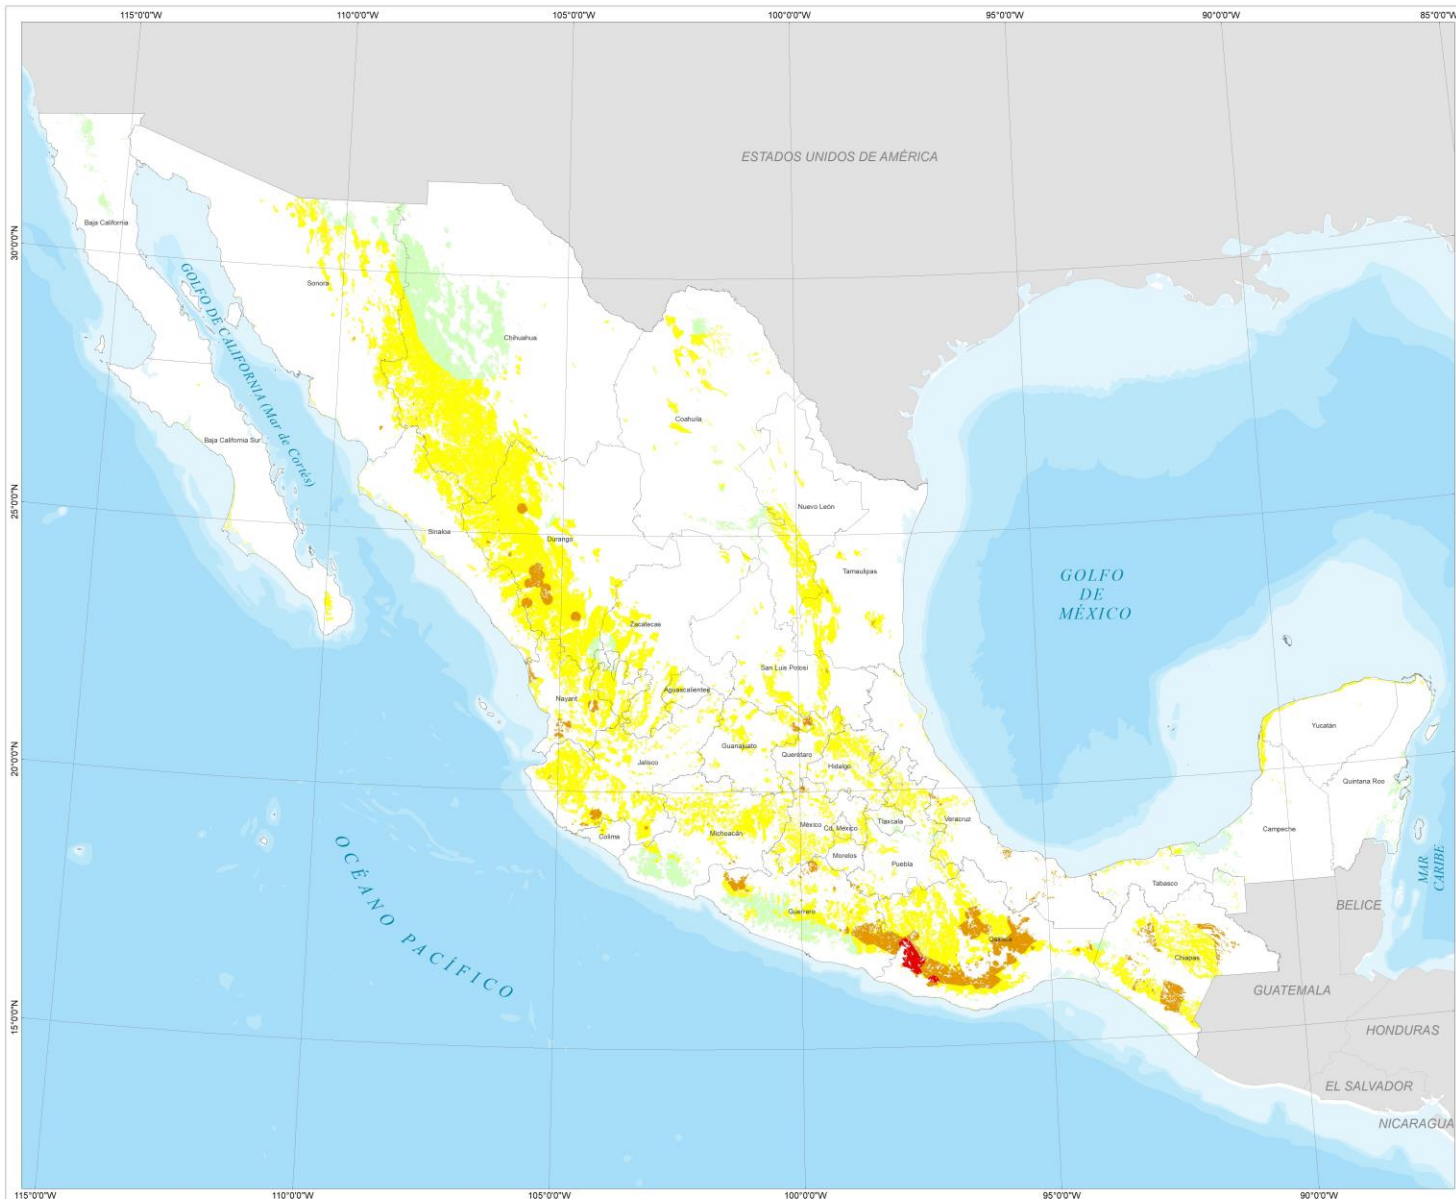 115°0'0"W
110°0'0"W
105°0'0"W
100°0'0"W
95°0'0"W
90°0'0"W
85°0'0"W
ESTADOS UNIDOS DE AMÉRICA
Baja California
30°0'0"N
GOLFO DE CALIFORNIA (Mar de Cortés)
Sonora
Chihuahua
Coahuila
Baja California Sur
25°0'0"N
Nuevo León
Sinaloa
Durango
Tamaulipas
GOLFO
DE
MÉXICO
Zacatecas
San Luis Potosí
Nayarit
Aguascalientes
Yucatán
20°0'0"N
Guanajuato
Querétaro
Jalisco
Hidalgo
Quintana Roo
México
Cd. México
Tlaxcala
Veracruz
Colima
Michoacán
Campeche
Morelos
Puebla
MAR
CARIBE
Tabasco
BELICE
OCÉANO PACÍFICO
Guerrero
Oaxaca
Chiapas
GUATEMALA
15°0'0"N
HONDURAS
EL SALVADOR
NICARAGUA
115°0'0"W
110°0'0"W
105°0'0"W
100°0'0"W
95°0'0"W
90°0'0"W